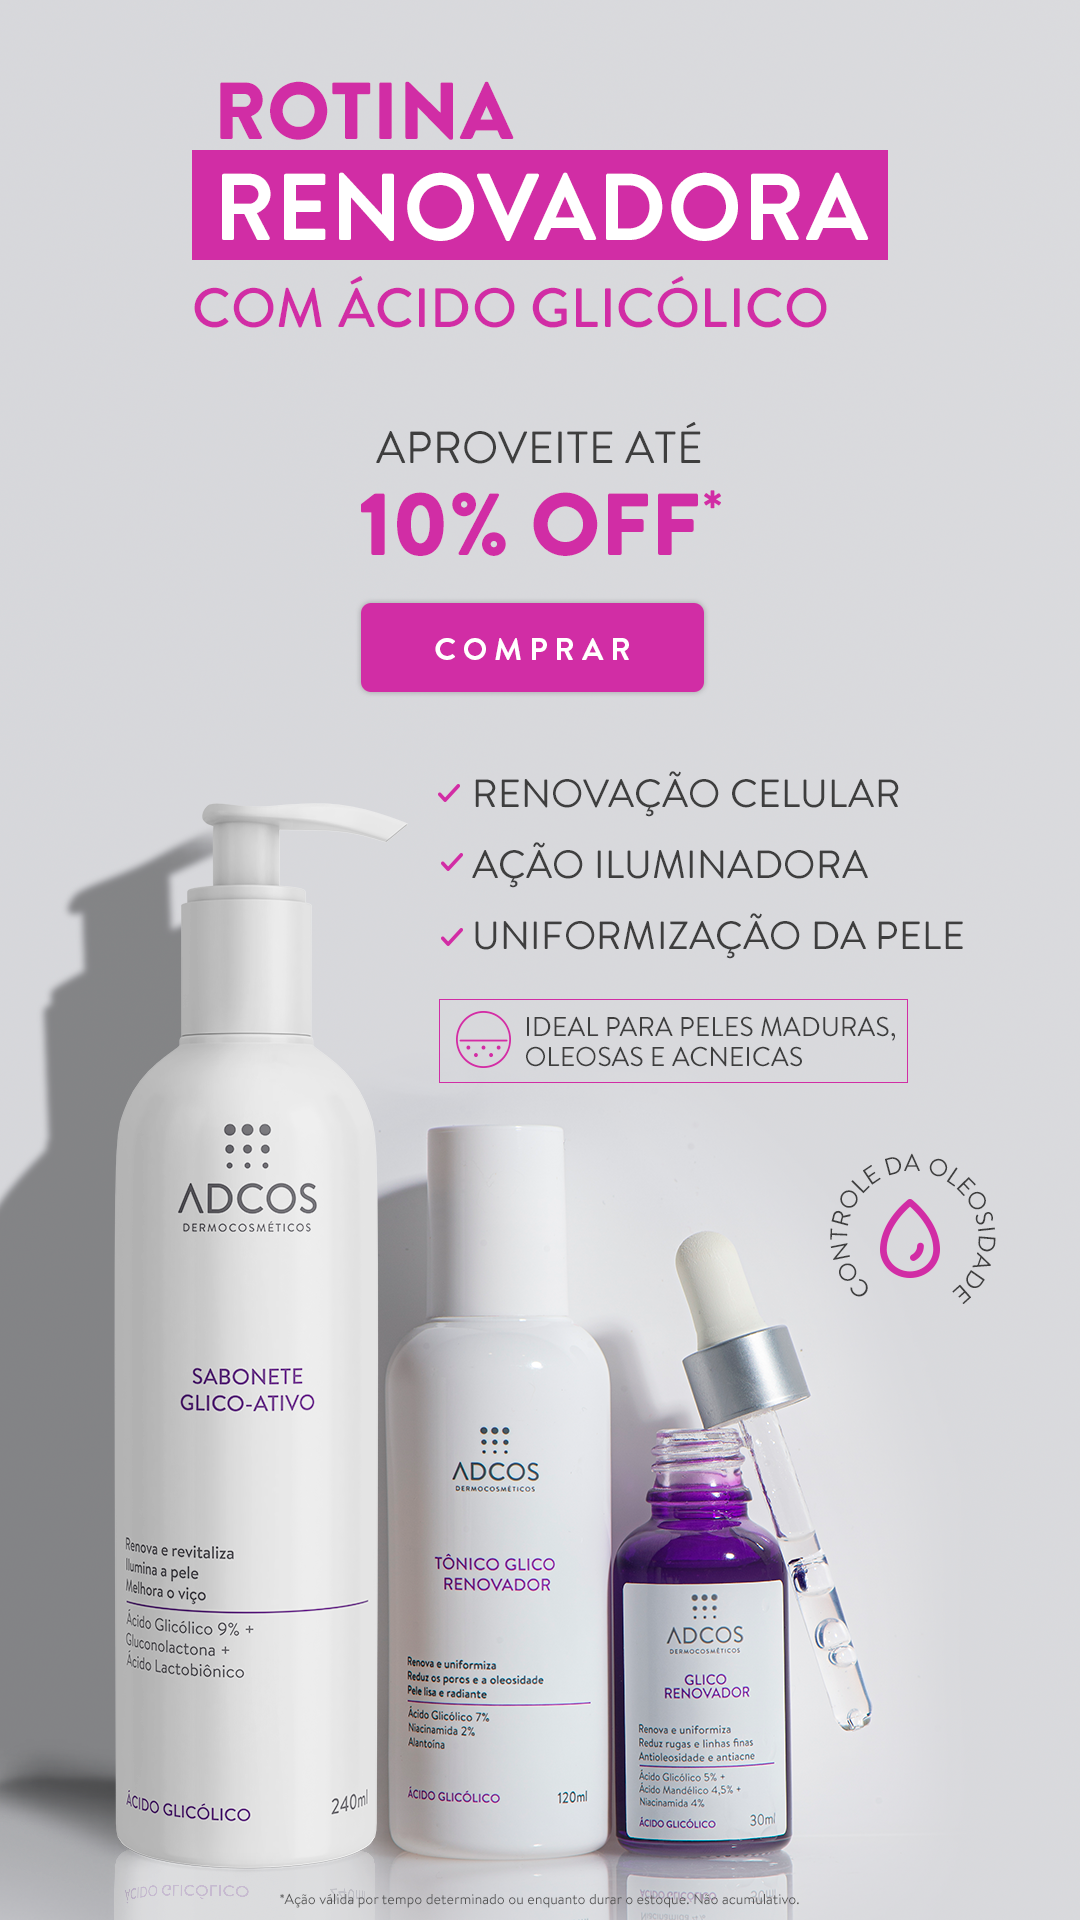 ROTINA
RENOVADORA
COM ÁCIDO GLICÓLICO
APROVEITE ATÉ
10% OFF*
COMPRAR
RENOVAÇÃO CELULAR
AÇÃO ILUMINADORA
UNIFORMIZAÇÃO DA PELE
IDEAL PARA PELES MADURAS,
OLEOSAS E ACNEICAS
CONTROLE DA OLEOSIDADE
ADCOS
DERMOCOSMÉTICOS
SABONETE
GLICO-ATIVO
Renova e revitaliza
Ilumina a pele
Melhora o viço
Ácido Glicólico 9% +
Gluconolactona +
Ácido Lactobiônico
ÁCIDO GLICÓLICO
240ml
ADCOS
DERMOCOSMÉTICOS
TÔNICO GLICO
RENOVADOR
Renova e uniformiza
Reduz os poros e a oleosidade
Pele lisa e radiante
Ácido Glicólico 7%
Niacinamida 2%
Alantoína
ÁCIDO GLICÓLICO
120ml
ADCOS
DERMOCOSMÉTICOS
GLICO
RENOVADOR
Renova e uniformiza
Reduz rugas e linhas finas
Antioleosidade e antiacne
Ácido Glicólico 5% +
Ácido Mandélico 4,5% +
Niacinamida 4%
ÁCIDO GLICÓLICO
30ml
*Ação válida por tempo determinado ou enquanto durar o estoque. Não acumulativo.